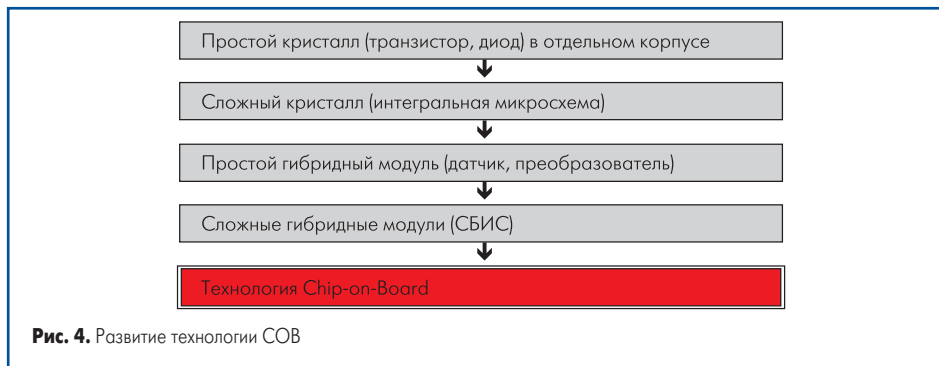 Простой кристалл (транзистор, диод) в отдельном корпусе
Сложный кристалл (интегральная микросхема)
Простой гибридный модуль (датчик, преобразователь)
Сложные гибридные модули (СБИС)
Технология Chip-on-Board
Рис. 4. Развитие технологии COB